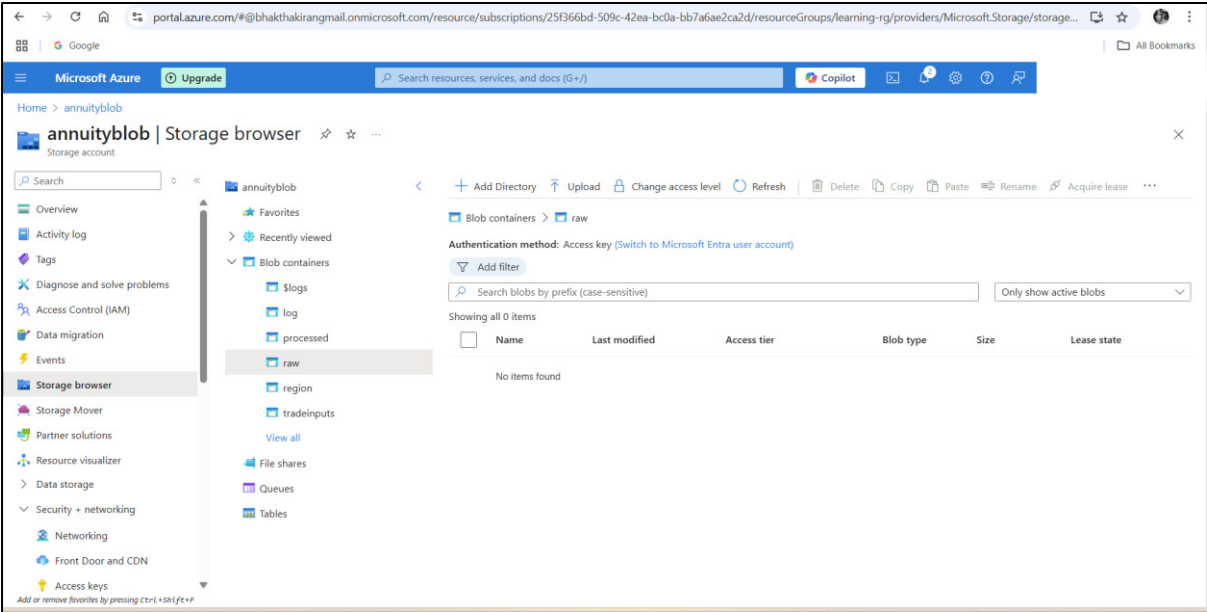 portal.azure.com/#@bhakthakirangmail.onmicrosoft.com/resource/subscriptions/25f366bd-509c-42ea-bc0a-bb7a6ae2ca2d/resourceGroups/learning-rg/providers/Microsoft.Storage/storage...
Google
All Bookmarks
Microsoft Azure
Upgrade
Search resources, services, and docs (G+/)
Copilot
2
Home > annuityblob
annuityblob | Storage browser
Storage account
Search
Overview
Activity log
Tags
Diagnose and solve problems
Access Control (IAM)
Data migration
Events
Storage browser
Storage Mover
Partner solutions
Resource visualizer
Data storage
Security + networking
Networking
Front Door and CDN
Access keys
Add or remove favorites by pressing Ctrl+Shift+F
annuityblob
Favorites
Recently viewed
Blob containers
$logs
log
processed
raw
region
tradeinputs
View all
File shares
Queues
Tables
Add Directory Upload Change access level Refresh Delete Copy Paste Rename Acquire lease ...
Blob containers > raw
Authentication method: Access key (Switch to Microsoft Entra user account)
Add filter
Search blobs by prefix (case-sensitive)
Only show active blobs
Showing all 0 items
Name Last modified Access tier Blob type Size Lease state
No items found